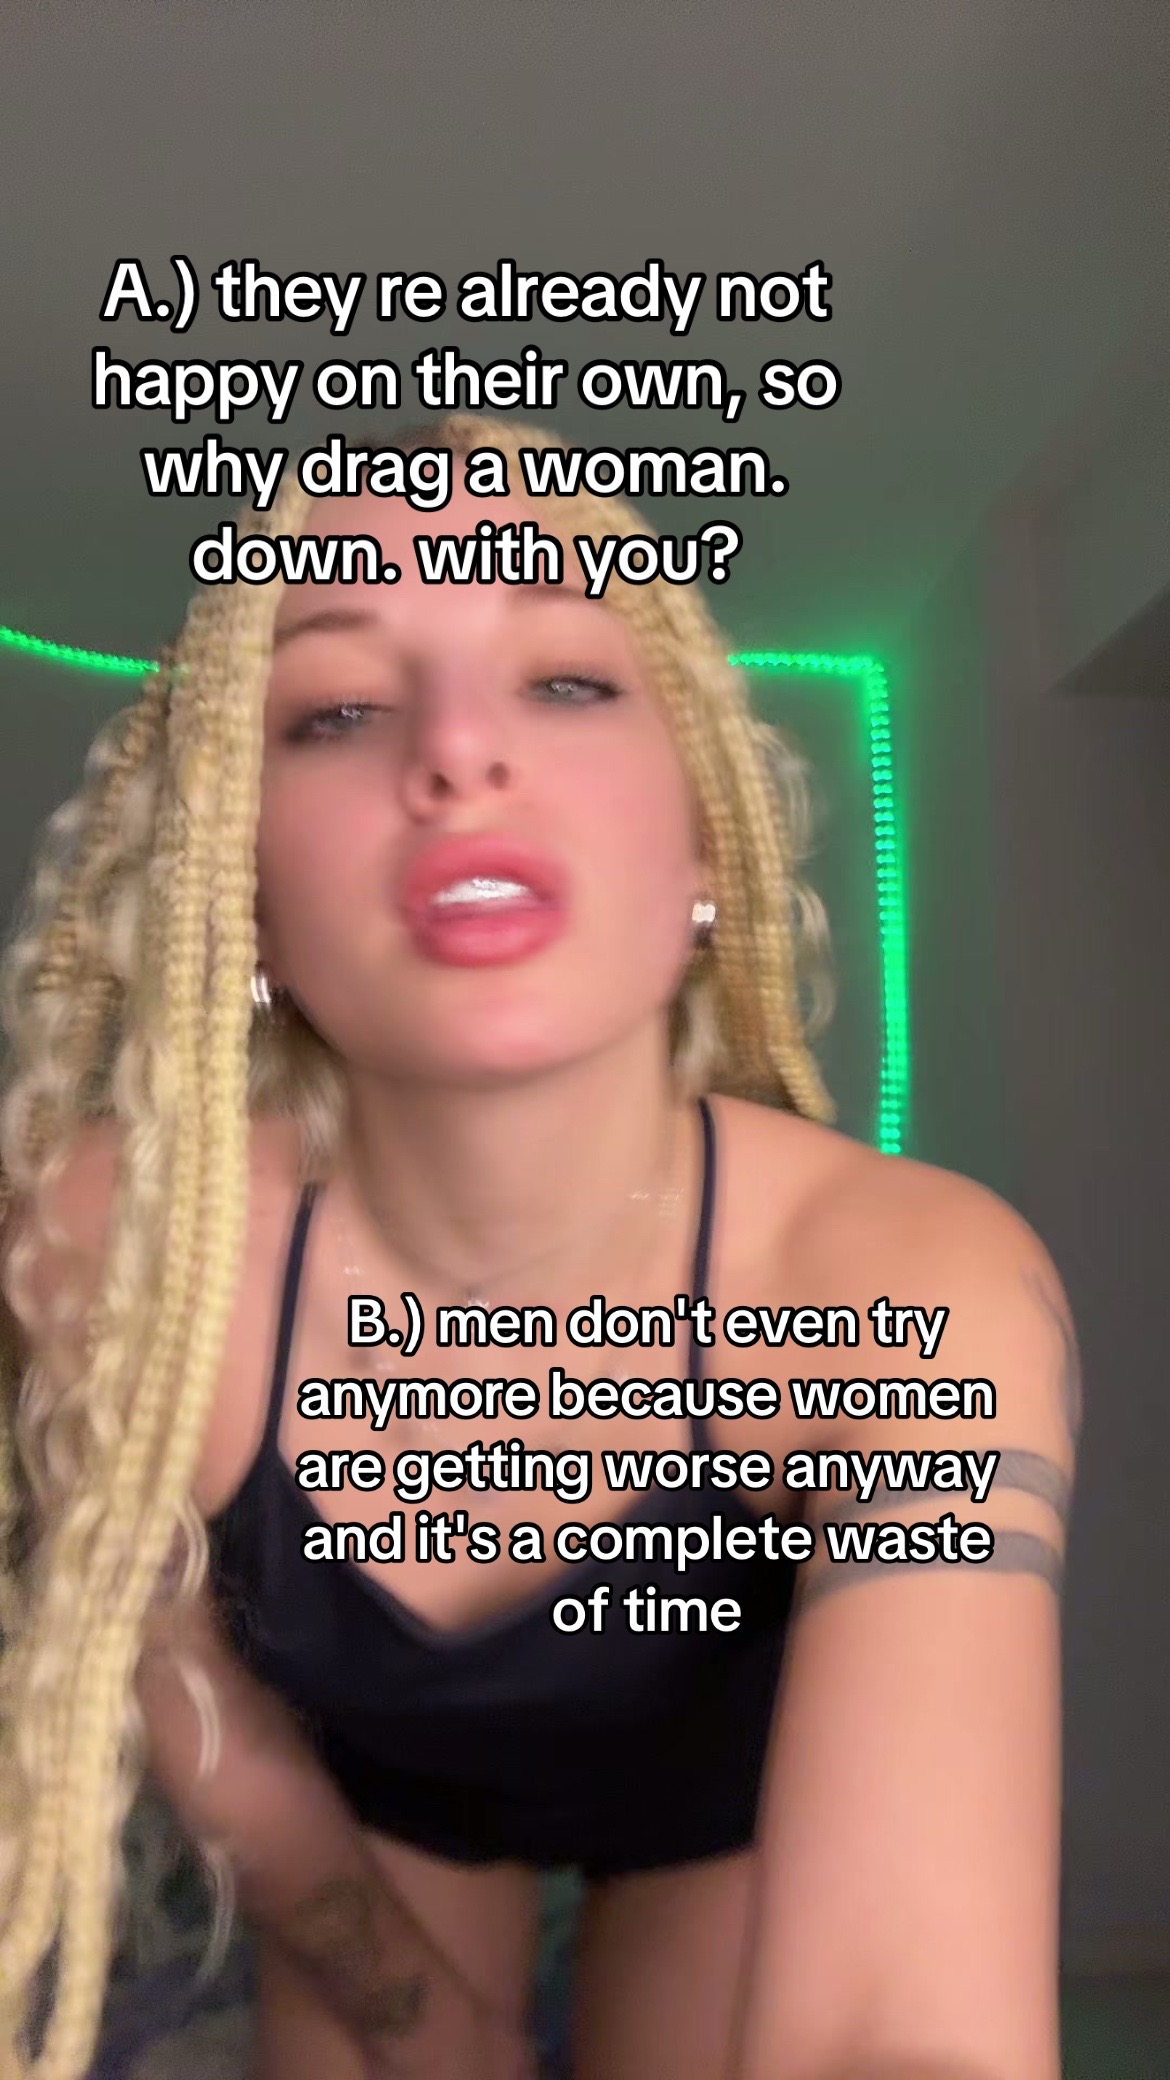 A.) they re already not
happy on their own, so
why drag a woman.
down. with you?
B.) men don't even try
anymore because women
are getting worse anyway
and it's a complete waste
of time